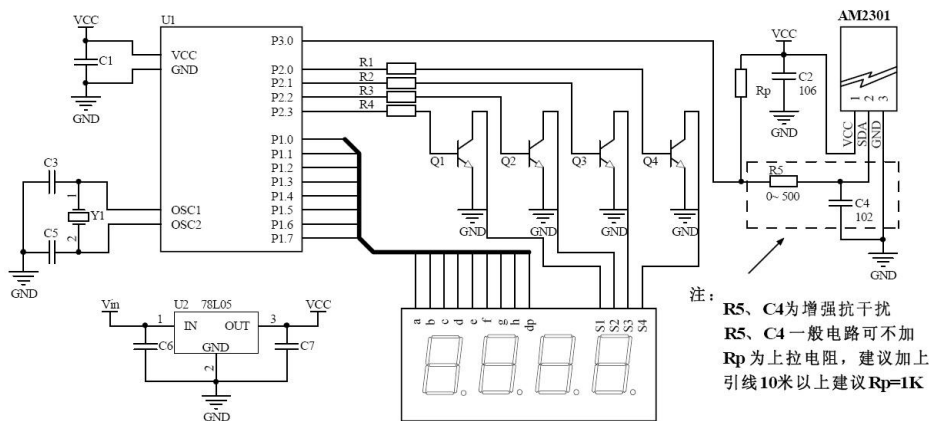 VCC
C1
GND
U1
VCC
GND
P3.0
P2.0
P2.1
P2.2
P2.3
R1
R2
R3
R4
P1.0
P1.1
P1.2
P1.3
P1.4
P1.5
P1.6
P1.7
OSC1
OSC2
C3
1
Y1
2
C5
GND
Q1
Q2
Q3
Q4
GND
GND
GND
GND
AM2301
VCC
Rp
C2
106
GND
1
2
3
VCC
SDA
GND
R5
0~ 500
C4
102
GND
Vin
U2 78L05
VCC
1
IN
OUT
3
GND
2
C6
C7
GND
a
b
c
d
e
f
g
h
dp
S1
S2
S3
S4
注：
R5、C4为增强抗干扰
R5、C4 一般电路可不加
Rp 为上拉电阻，建议加上
引线10米以上建议Rp=1K